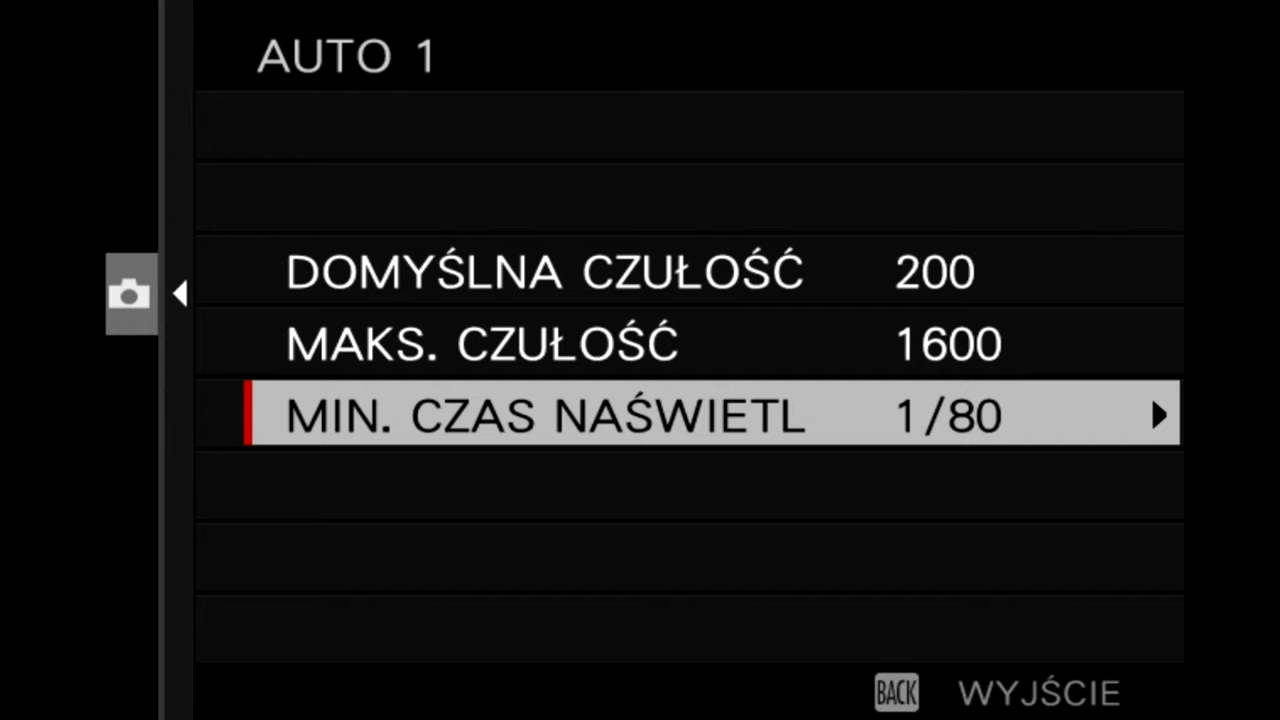 AUTO 1
DOMYŚLNA CZUŁOŚĆ 200
MAKS. CZUŁOŚĆ 1600
MIN. CZAS NAŚWIETL 1/80
BACK WYJŚCIE